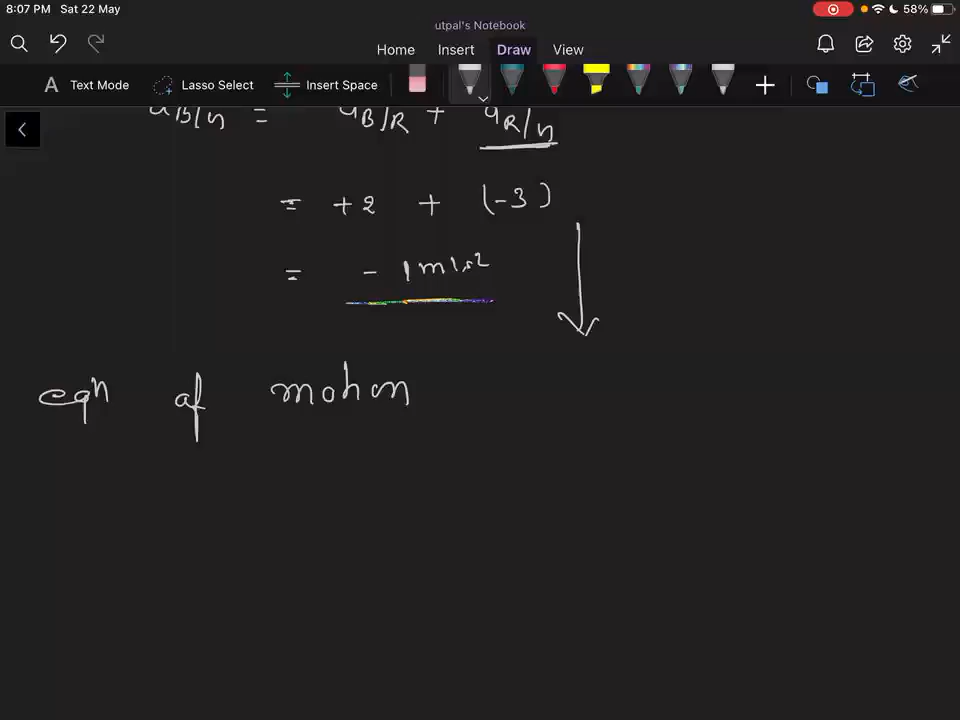 8:07 PM Sat 22 May 58%
utpal's Notebook
Home Insert Draw View
Text Mode Lasso Select Insert Space
aB/η = aB/R + aR/η
= +2 + (-3)
= - 1m/s²
eqn of motion